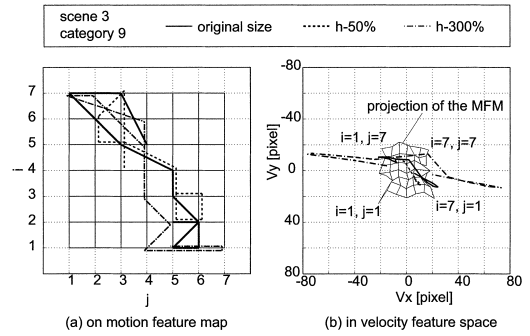 scene 3
category 9
original size
h-50%
h-300%
(a)
7
6
5
4
3
2
1
i
1 2 3 4 5 6 7
j
(a) on motion feature map
(b)
-80
-40
0
40
80
Vy [pixel]
projection of the MFM
i=1, j=7
i=7, j=7
i=1, j=1
i=7, j=1
-80 -40 0 40 80
Vx [pixel]
(b) in velocity feature space